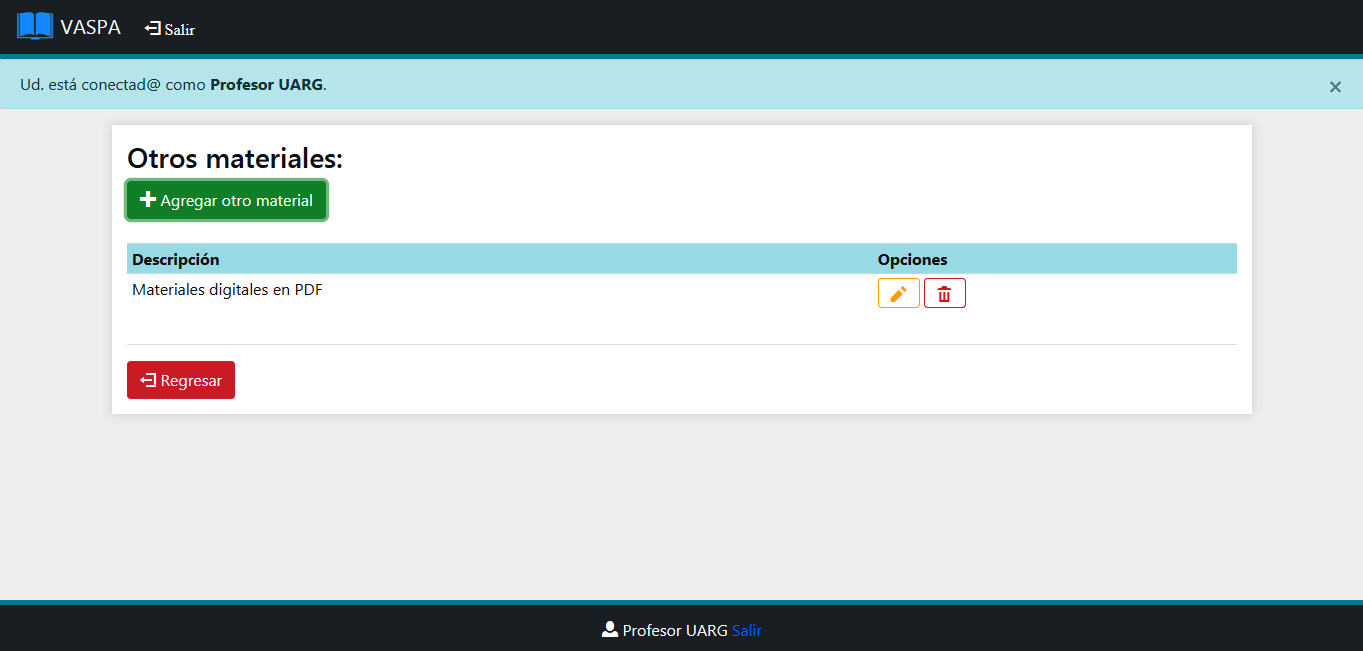 VASPA Salir
Ud. está conectad@ como Profesor UARG. ×
Otros materiales:
Agregar otro material
Descripción Opciones
Materiales digitales en PDF
Regresar
Profesor UARG Salir